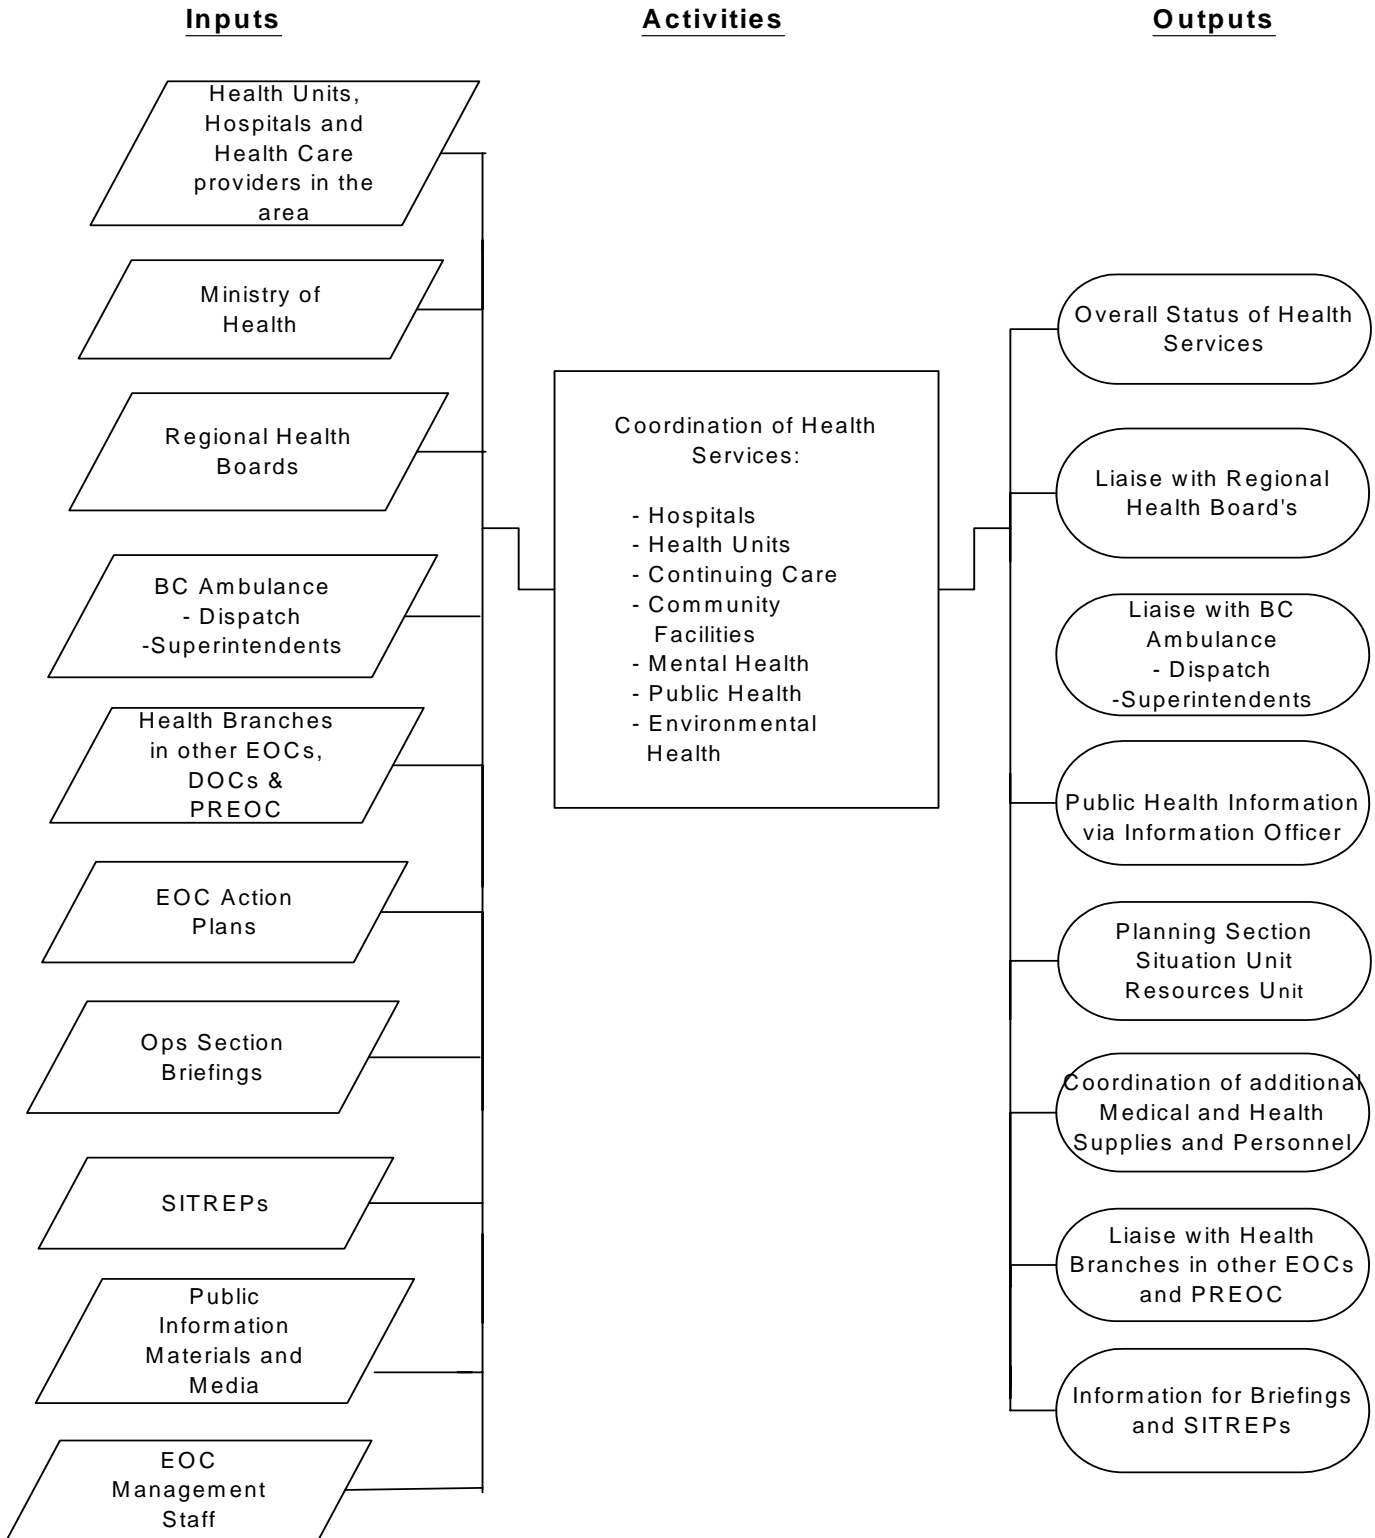 Inputs
Activities
Outputs
Health Units,
Hospitals and
Health Care
providers in the
area
Ministry of
Health
Regional Health
Boards
BC Ambulance
- Dispatch
-Superintendents
Health Branches
in other EOCs,
DOCs &
PREOC
EOC Action
Plans
Ops Section
Briefings
SITREPs
Public
Information
Materials and
Media
EOC
Management
Staff
Coordination of Health
Services:
- Hospitals
- Health Units
- Continuing Care
- Community
Facilities
- Mental Health
- Public Health
- Environmental
Health
Overall Status of Health
Services
Liaise with Regional
Health Board's
Liaise with BC
Ambulance
- Dispatch
-Superintendents
Public Health Information
via Information Officer
Planning Section
Situation Unit
Resources Unit
Coordination of additional
Medical and Health
Supplies and Personnel
Liaise with Health
Branches in other EOCs
and PREOC
Information for Briefings
and SITREPs